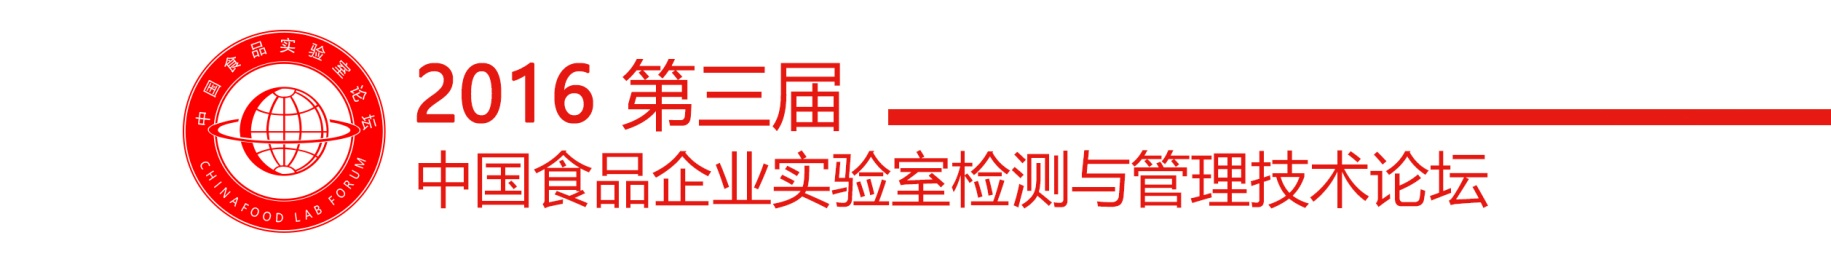 中国食品实验室论坛
CHINAFOOD LAB FORUM
2016 第三届
中国食品企业实验室检测与管理技术论坛